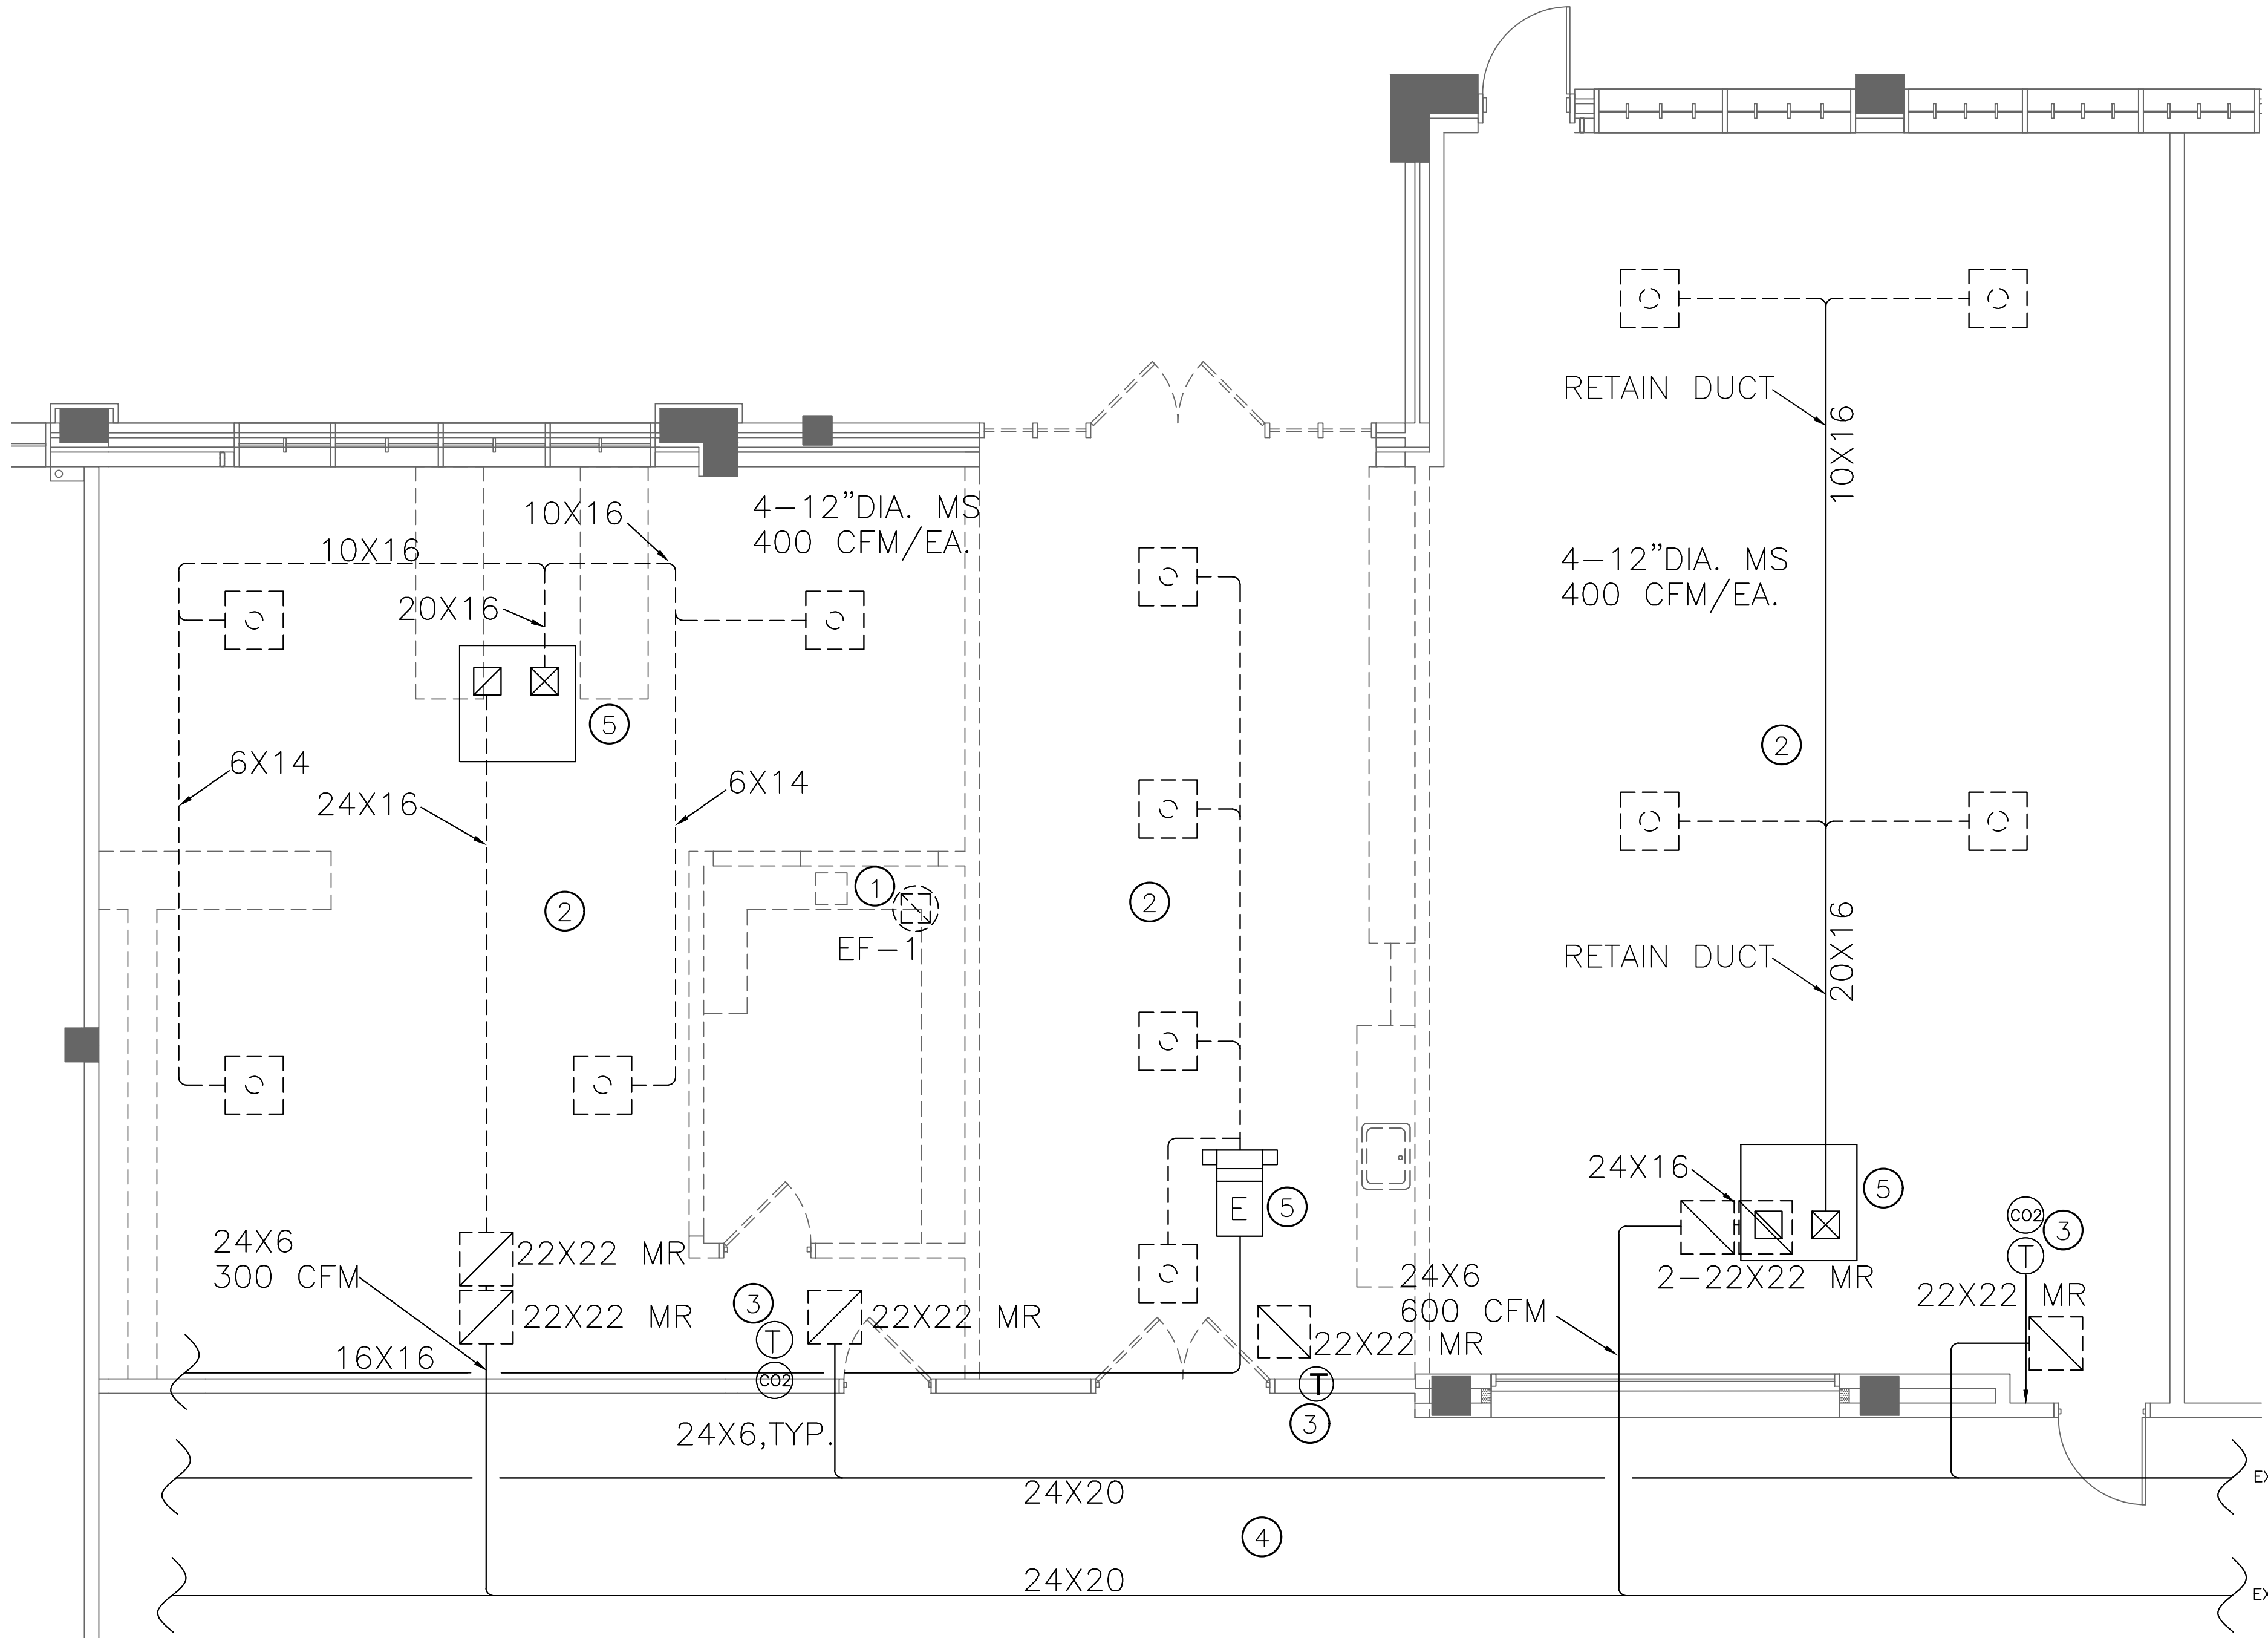 RETAIN DUCT
10X16
10X16
4-12”DIA. MS
400 CFM/EA.
10X16
20X16
4-12”DIA. MS
400 CFM/EA.
5
2
6X14
24X16
6X14
1
2
2
EF-1
RETAIN DUCT
20X16
24X16
5
E
5
CO2
3
T
24X6
300 CFM
22X22 MR
22X22 MR
3
T
CO2
22X22 MR
24X6
600 CFM
22X22 MR
2-22X22 MR
22X22 MR
16X16
T
3
24X6,TYP.
24X20
EX
4
24X20
EX